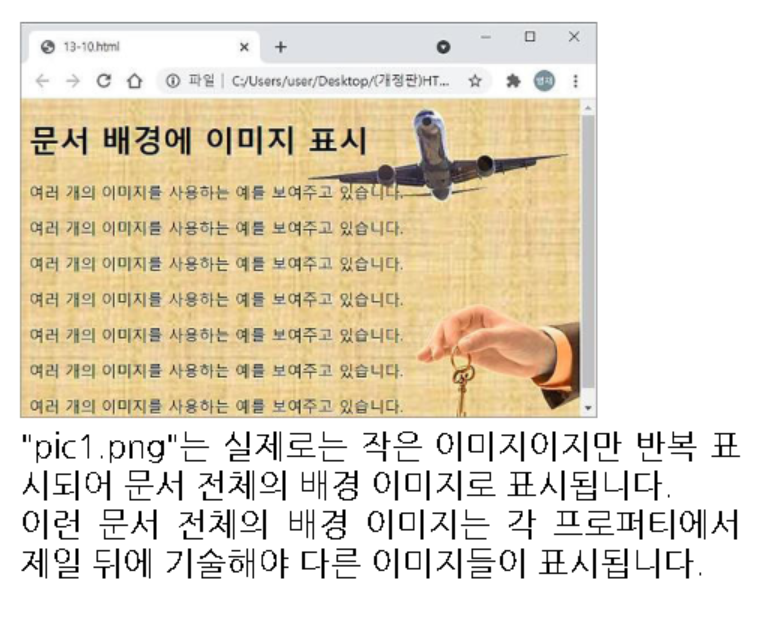 13-10.html
파일 | C:/Users/user/Desktop/(개정판)HT...
문서 배경에 이미지 표시
여러 개의 이미지를 사용하는 예를 보여주고 있습니다.
여러 개의 이미지를 사용하는 예를 보여주고 있습니다.
여러 개의 이미지를 사용하는 예를 보여주고 있습니다.
여러 개의 이미지를 사용하는 예를 보여주고 있습니다.
여러 개의 이미지를 사용하는 예를 보여주고 있습니다.
여러 개의 이미지를 사용하는 예를 보여주고 있습니다.
여러 개의 이미지를 사용하는 예를 보여주고 있습니다.
"pic1.png"는 실제로는 작은 이미지이지만 반복 표
시되어 문서 전체의 배경 이미지로 표시됩니다.
이런 문서 전체의 배경 이미지는 각 프로퍼티에서
제일 뒤에 기술해야 다른 이미지들이 표시됩니다.